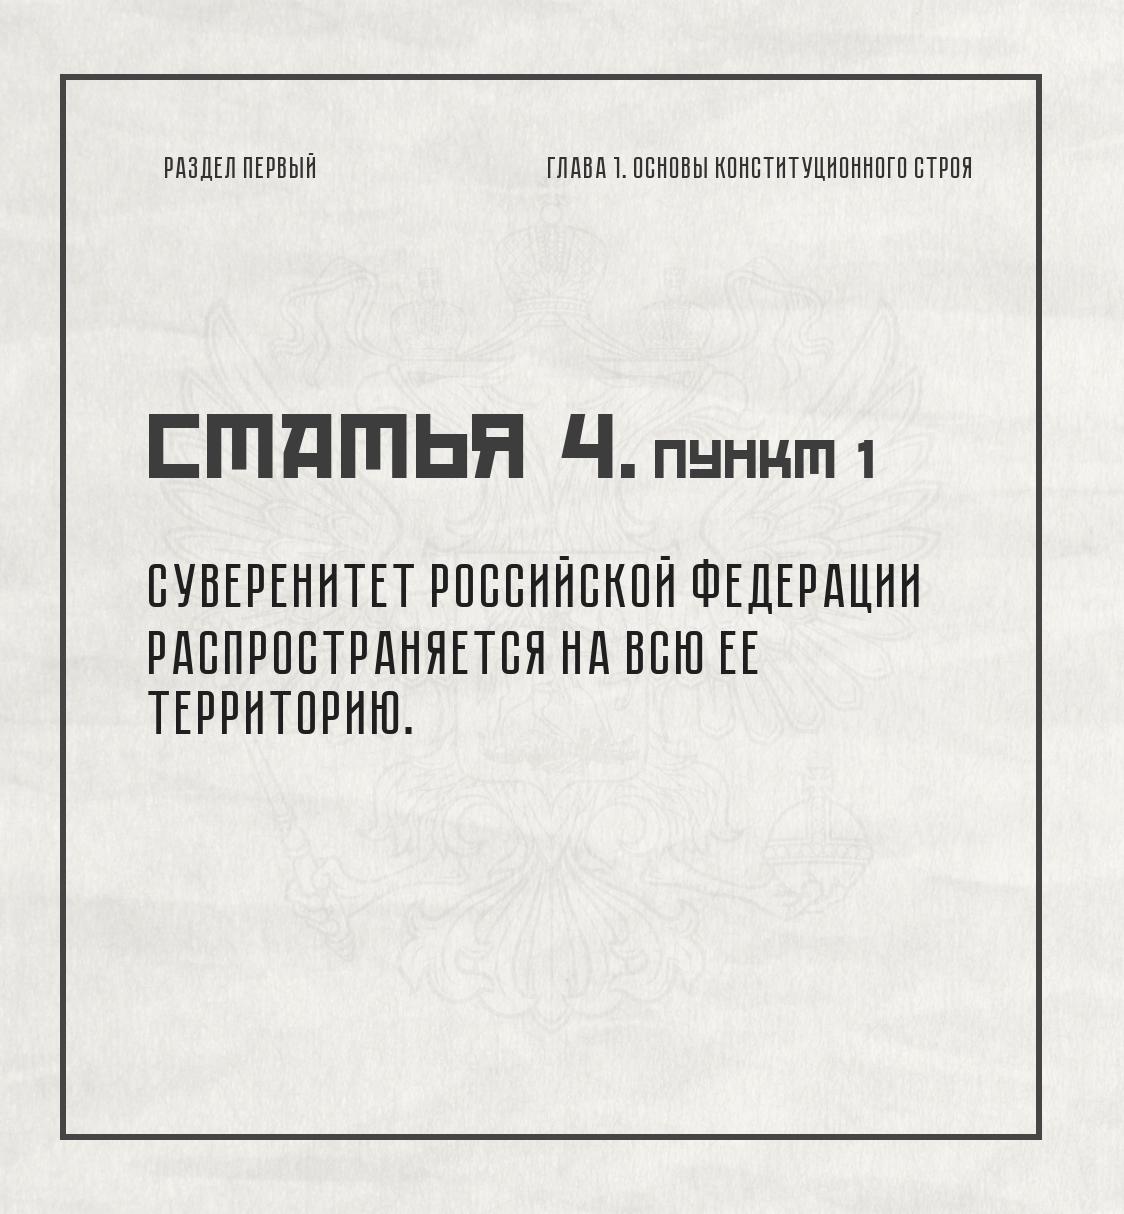 РАЗДЕЛ ПЕРВЫЙ
ГЛАВА 1. ОСНОВЫ КОНСТИТУЦИОННОГО СТРОЯ
СТАТЬЯ 4. ПУНКТ 1
СУВЕРЕНИТЕТ РОССИЙСКОЙ ФЕДЕРАЦИИ
РАСПРОСТРАНЯЕТСЯ НА ВСЮ ЕЕ
ТЕРРИТОРИЮ.